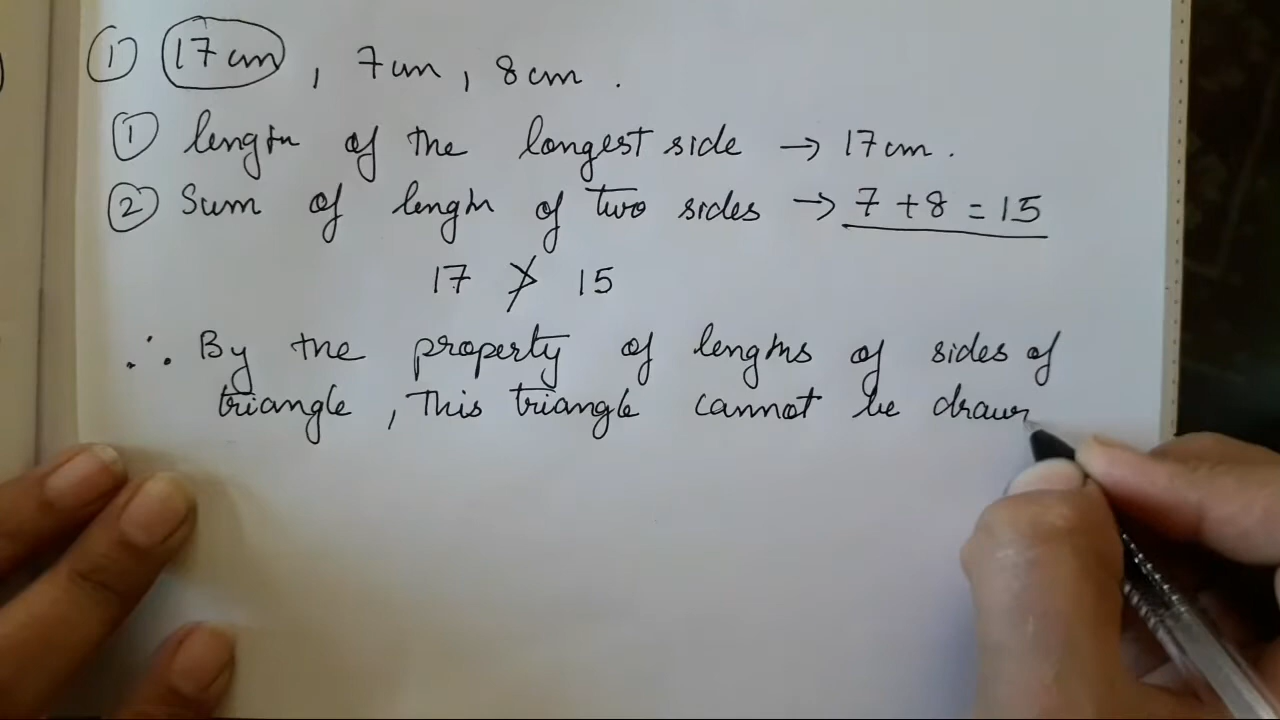 ① 17 cm , 7 cm , 8 cm .
① length of the longest side → 17 cm .
② Sum of length of two sides → 7 + 8 = 15
17 ≯ 15
∴ By the property of lengths of sides of
triangle , This triangle cannot be drawn